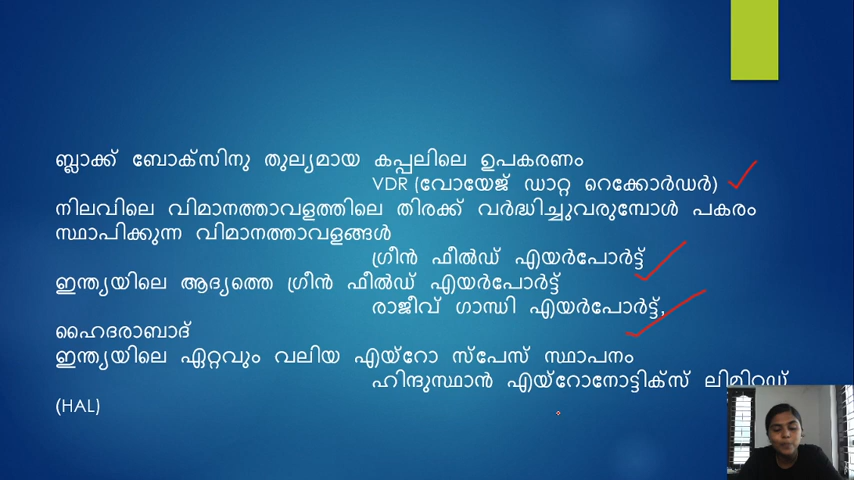 ബ്ലാക്ക് ബോക്സിനു തുല്യമായ കപ്പലിലെ ഉപകരണം
VDR (വോയേജ് ഡാറ്റ റെക്കോർഡർ)
നിലവിലെ വിമാനത്താവളത്തിലെ തിരക്ക് വർദ്ധിച്ചുവരുമ്പോൾ പകരം
സ്ഥാപിക്കുന്ന വിമാനത്താവളങ്ങൾ
ഗ്രീൻ ഫീൽഡ് എയർപോർട്ട്
ഇന്ത്യയിലെ ആദ്യത്തെ ഗ്രീൻ ഫീൽഡ് എയർപോർട്ട്
രാജീവ് ഗാന്ധി എയർപോർട്ട്,
ഹൈദരാബാദ്
ഇന്ത്യയിലെ ഏറ്റവും വലിയ എയ്റോ സ്പേസ് സ്ഥാപനം
ഹിന്ദുസ്ഥാൻ എയ്റോനോട്ടിക്സ് ലിമിറ്റഡ്
(HAL)